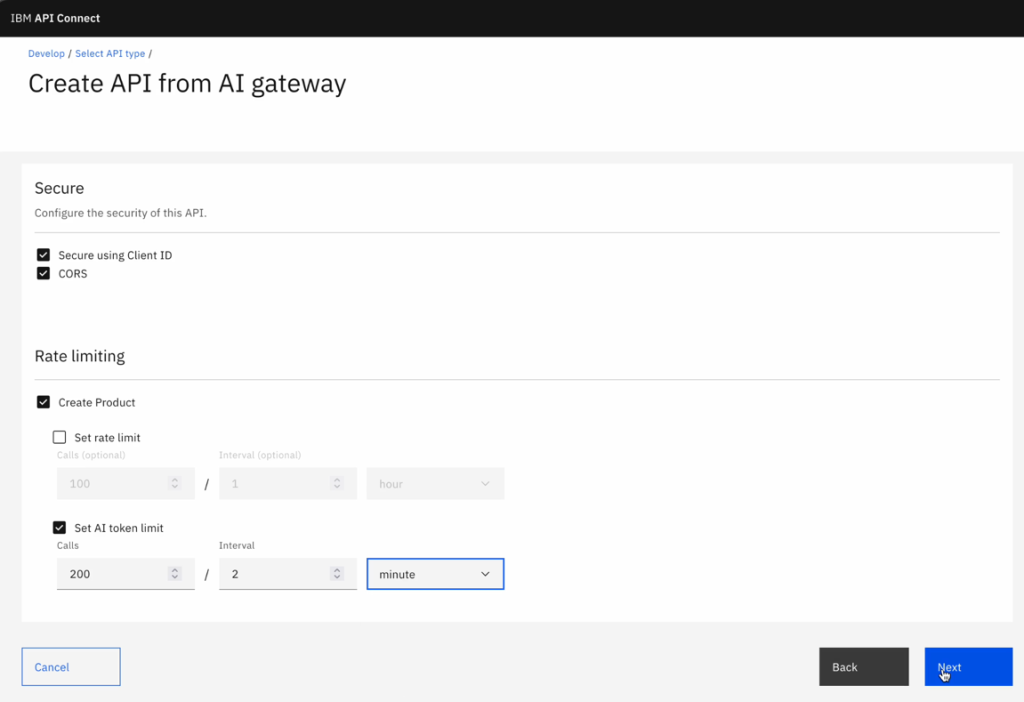 IBM API Connect
Develop / Select API type /
Create API from AI gateway
Secure
Configure the security of this API.
Secure using Client ID
CORS
Rate limiting
Create Product
Set rate limit
Calls (optional) Interval (optional)
100 / 1 hour
Set AI token limit
Calls Interval
200 / 2 minute
Cancel Back Next